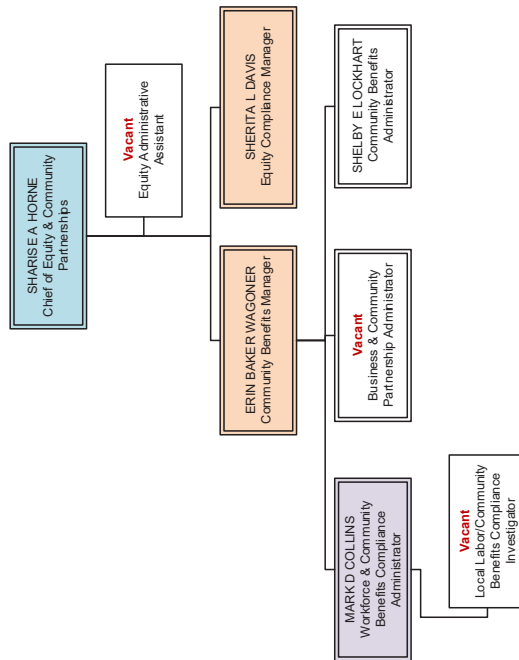 SHARISE A HORNE
Chief of Equity & Community
Partnerships
Vacant
Equity Administrative
Assistant
ERIN BAKER WAGONER
Community Benefits Manager
SHERITA L DAVIS
Equity Compliance Manager
MARK D COLLINS
Workforce & Community
Benefits Compliance
Administrator
Vacant
Business & Community
Partnership Administrator
SHELBY E LOCKHART
Community Benefits
Administrator
Vacant
Local Labor/Community
Benefits Compliance
Investigator